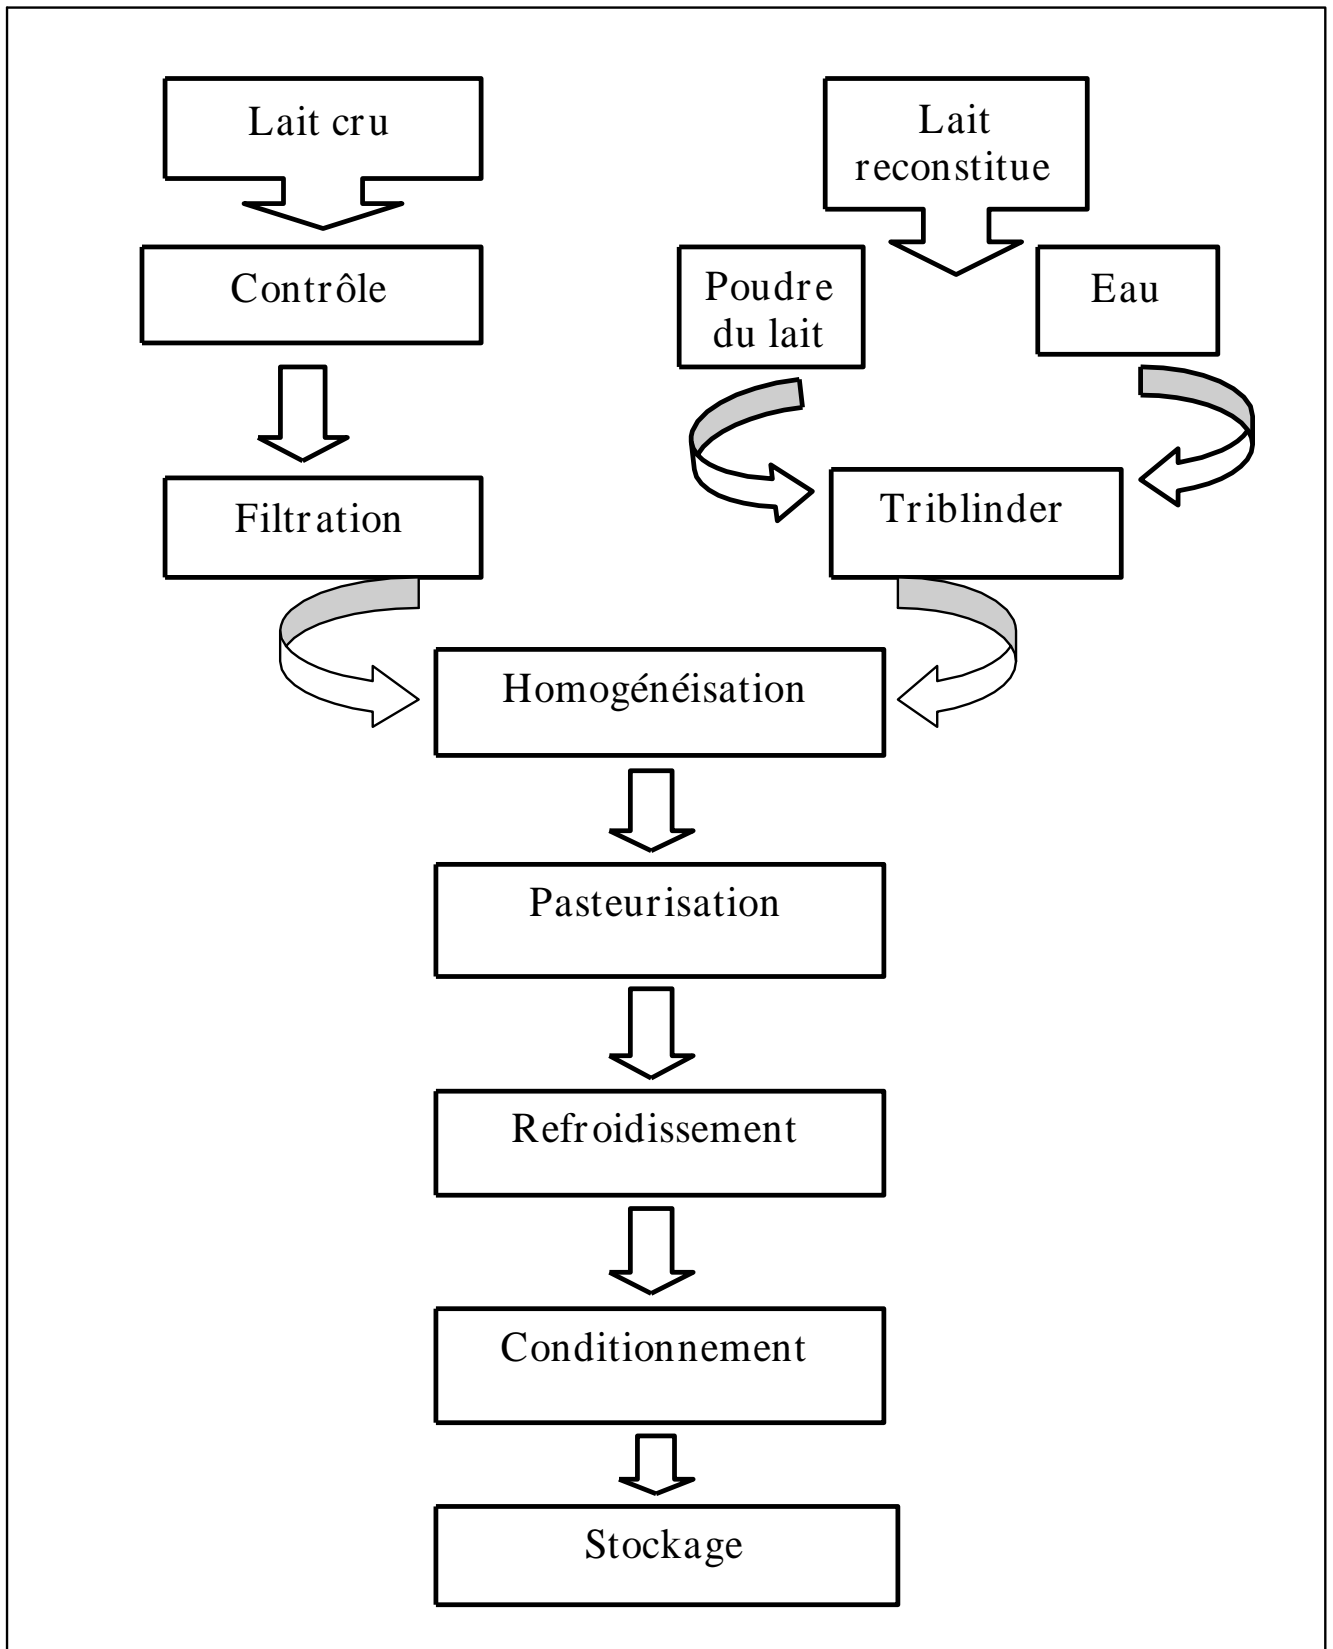 Lait cru
Lait
reconstitue
Contrôle
Poudre
du lait
Eau
Filtration
Triblinder
Homogénéisation
Pasteurisation
Refroidissement
Conditionnement
Stockage